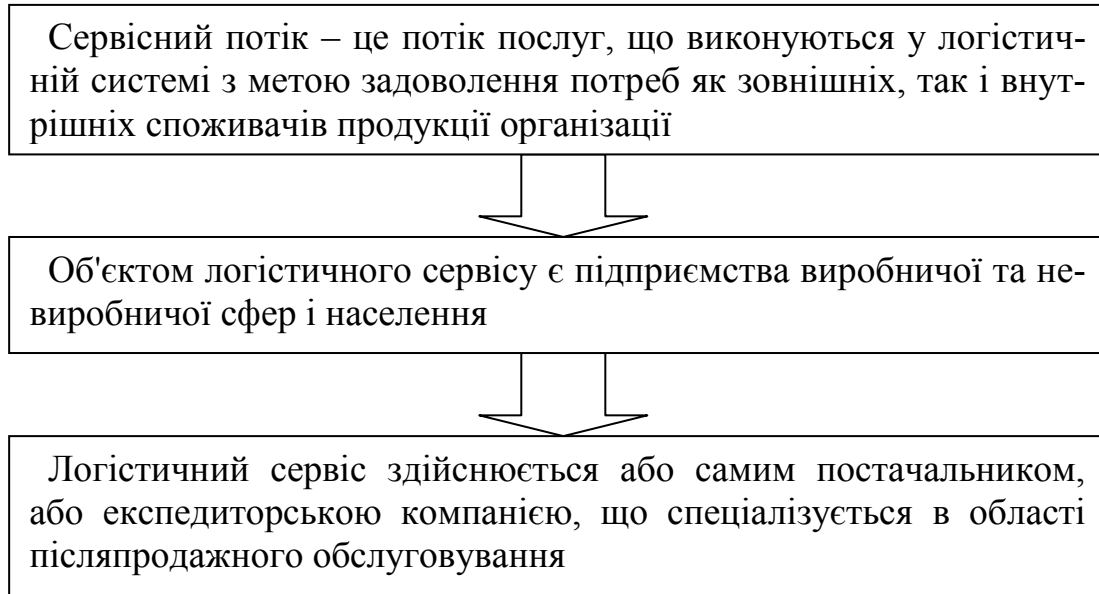 Сервісний потік – це потік послуг, що виконуються у логістич-
ній системі з метою задоволення потреб як зовнішніх, так і внут-
рішніх споживачів продукції організації
Об'єктом логістичного сервісу є підприємства виробничої та не-
виробничої сфер і населення
Логістичний сервіс здійснюється або самим постачальником,
або експедиторською компанією, що спеціалізується в області
післяпродажного обслуговування